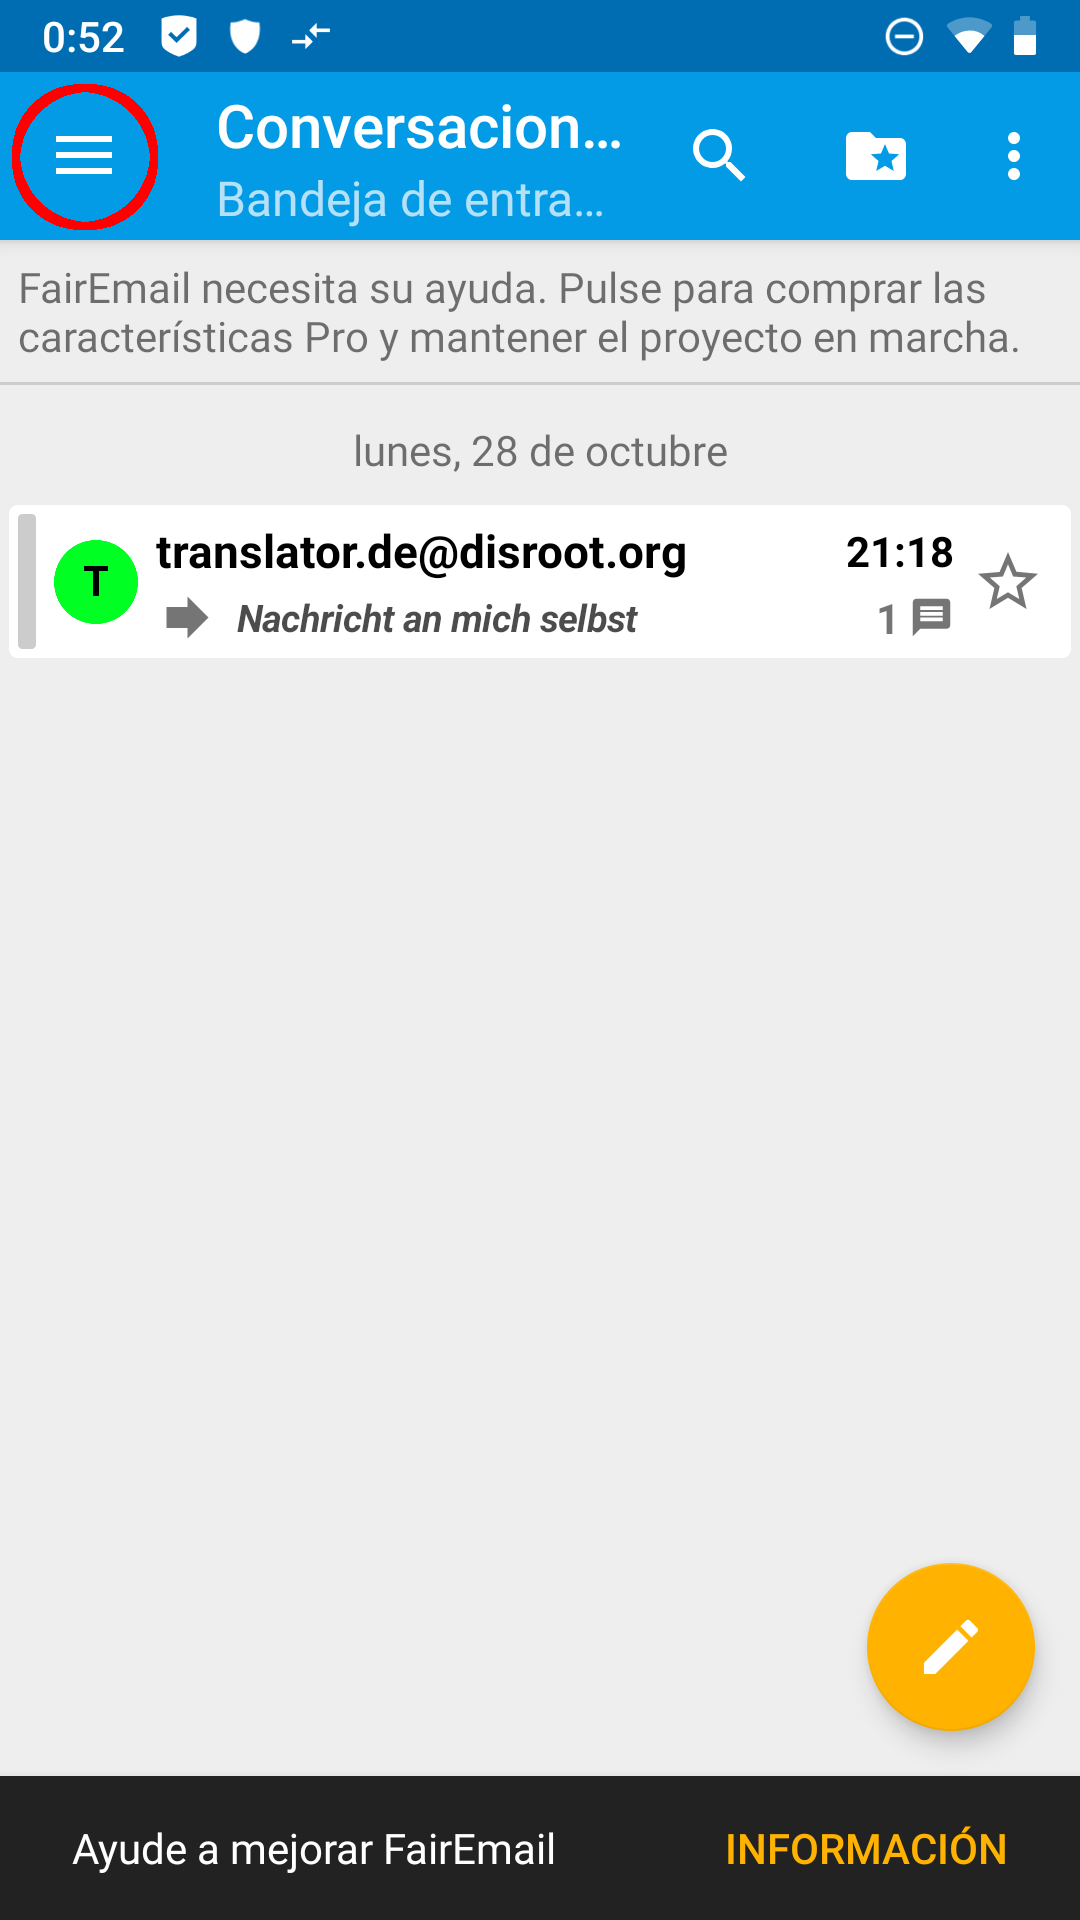 0:52
Conversacion...
Bandeja de entra...
FairEmail necesita su ayuda. Pulse para comprar las
características Pro y mantener el proyecto en marcha.
lunes, 28 de octubre
T translator.de@disroot.org 21:18
Nachricht an mich selbst 1
Ayude a mejorar FairEmail INFORMACIÓN